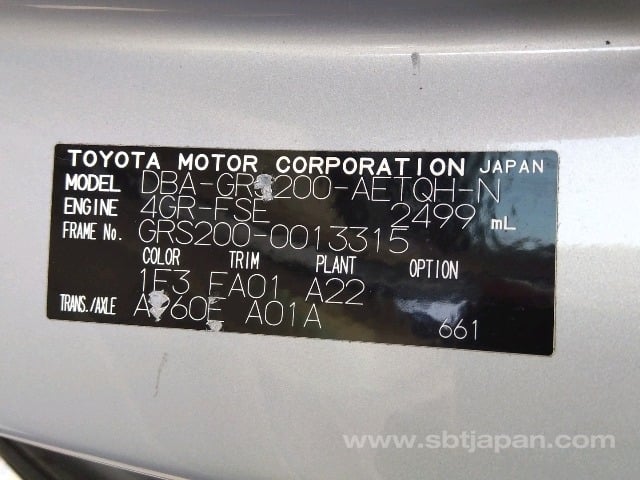 TOYOTA MOTOR CORPORATION JAPAN
MODEL DBA-GRS200-AETQH-N
ENGINE 4GR-FSE 2499 mL
FRAME No. GRS200-0013315
COLOR TRIM PLANT OPTION
1F3 FA01 A22
TRANS./AXLE A960E A01A 661
www.sbtjapan.com